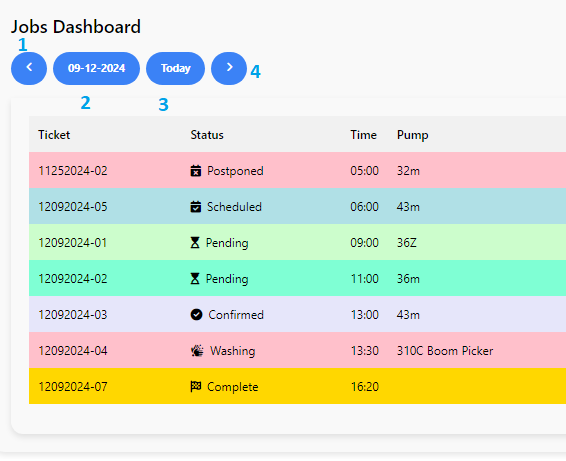 Jobs Dashboard
1
09-12-2024 Today 4
2 3
Ticket Status Time Pump
11252024-02 Postponed 05:00 32m
12092024-05 Scheduled 06:00 43m
12092024-01 Pending 09:00 36Z
12092024-02 Pending 11:00 36m
12092024-03 Confirmed 13:00 43m
12092024-04 Washing 13:30 310C Boom Picker
12092024-07 Complete 16:20